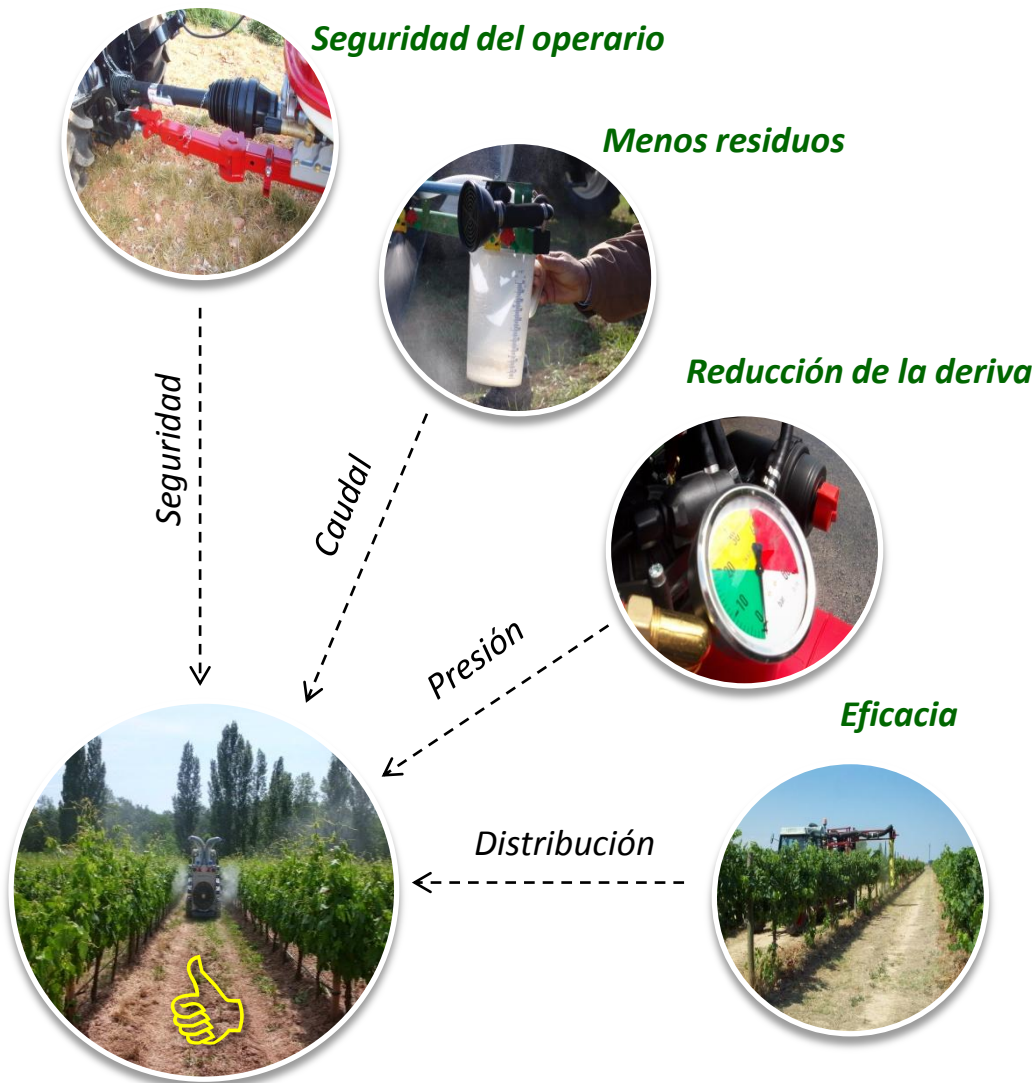 Seguridad del operario
Menos residuos
Reducción de la deriva
Seguridad
Caudal
Presión
Eficacia
Distribución